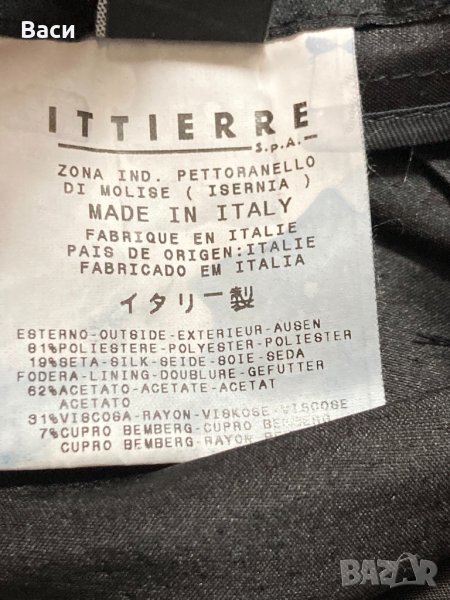 Васи
ITTIERRE
S.p.A.
ZONA IND. PETTORANELLO
DI MOLISE ( ISERNIA )
MADE IN ITALY
FABRIQUE EN ITALIE
PAIS DE ORIGEN:ITALIE
FABRICADO EM ITALIA
イタリー製
ESTERNO-OUTSIDE-EXTERIEUR-AUSEN
81%POLIESTERE-POLYESTER-POLIESTER
19%SETA-SILK-SEIDE-SOIE-SEDA
FODERA-LINING-DOUBLURE-GEFUTTER
62%ACETATO-ACETATE-ACETAT
ACETATO
31%VISCOSA-RAYON-VISKOSE-VISCOSE
7%CUPRO BEMBERG-CUPRO BEMBERG
CUPRO BEMBERG-RAYON
BAZAR